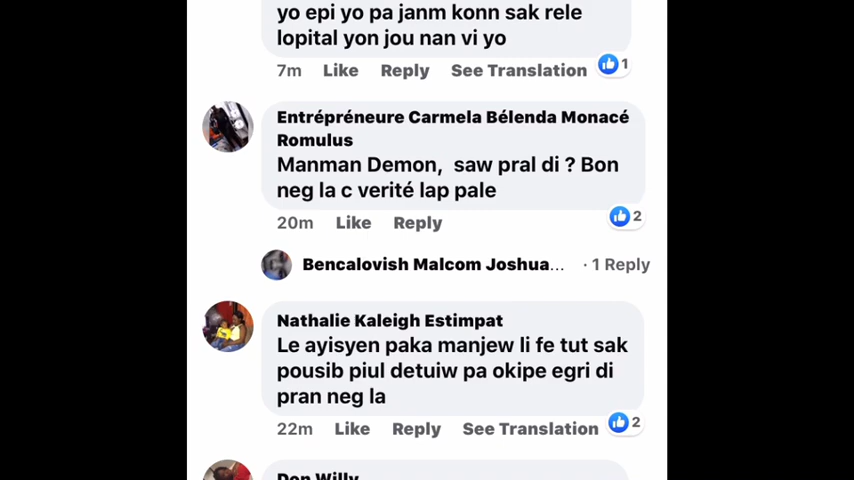 yo epi yo pa janm konn sak rele
lopital yon jou nan vi yo
7m Like Reply See Translation 1
Entrépréneure Carmela Bélenda Monacé
Romulus
Manman Demon, saw pral di ? Bon
neg la c verité lap pale
20m Like Reply 2
Bencalovish Malcom Joshua... · 1 Reply
Nathalie Kaleigh Estimpat
Le ayisyen paka manjew li fe tut sak
pousib piul detuiw pa okipe egri di
pran neg la
22m Like Reply See Translation 2
Don Willy